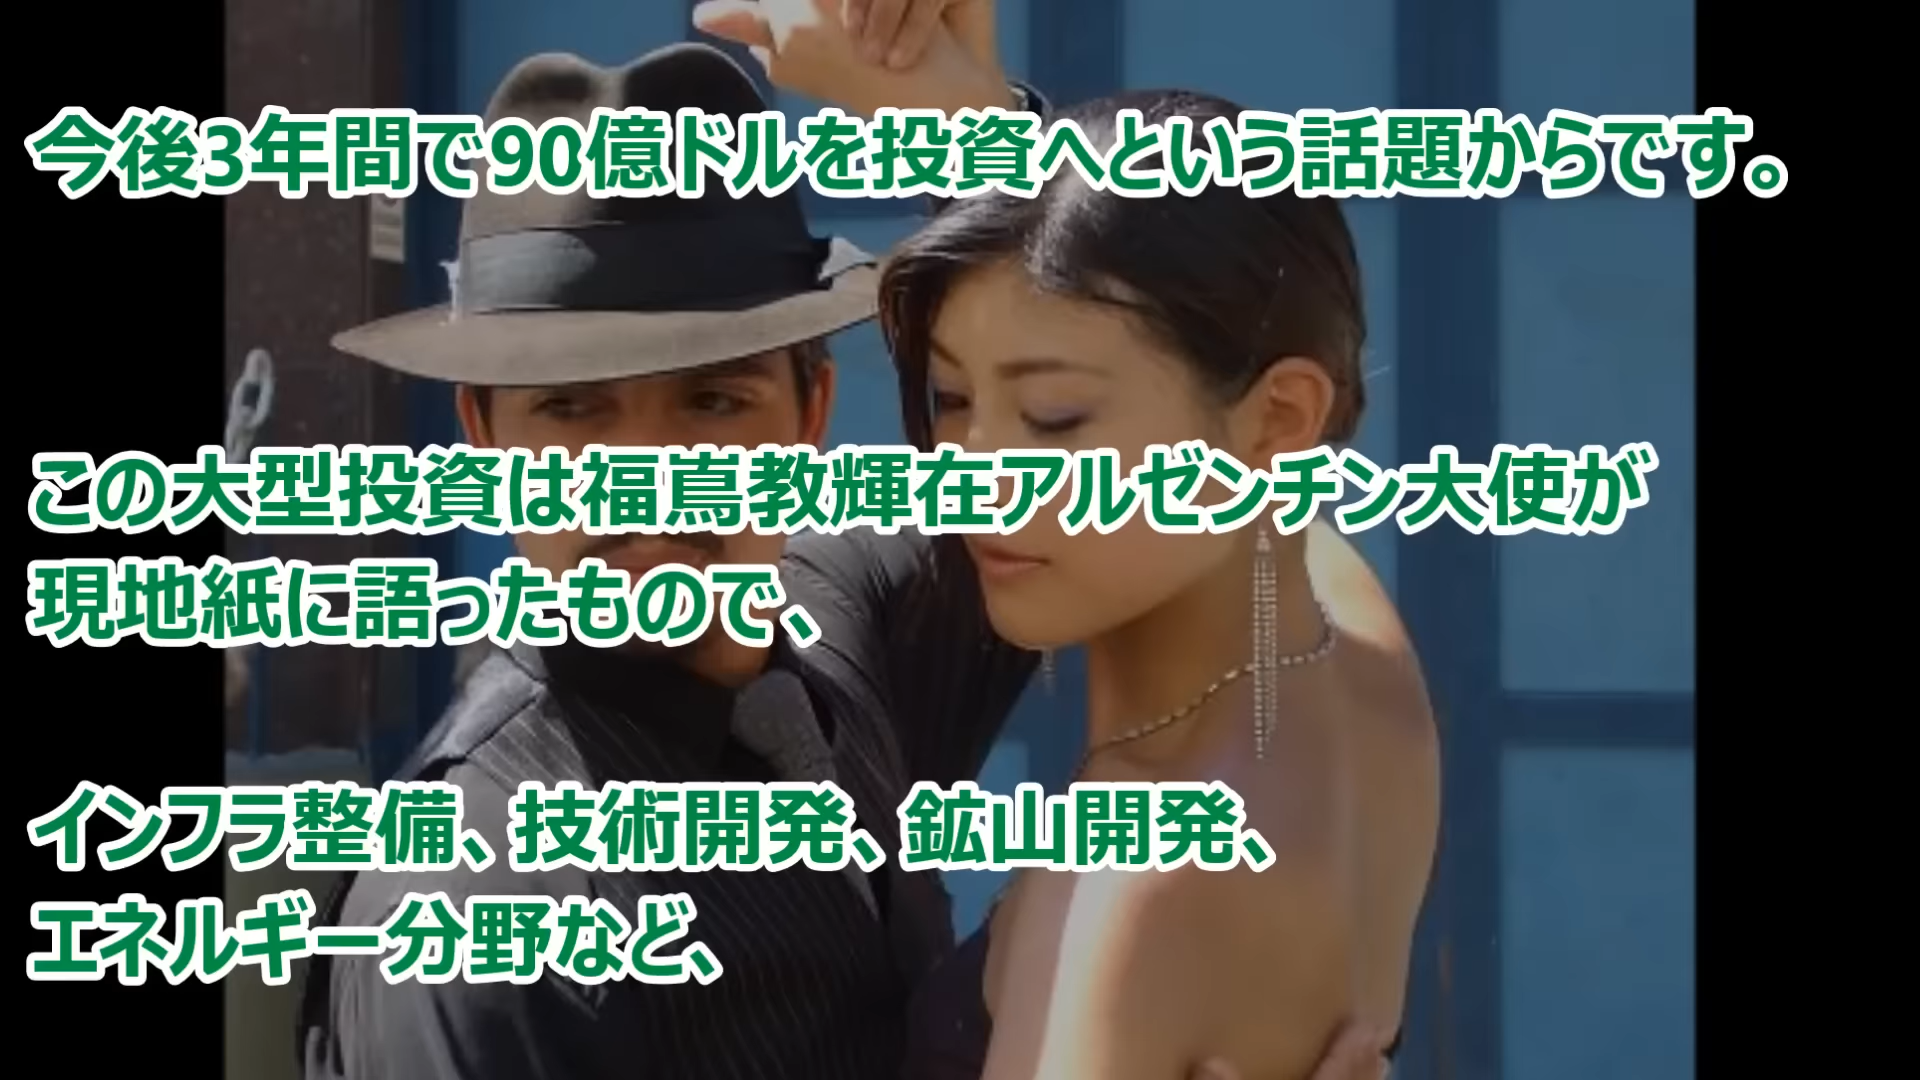 今後3年間で90億ドルを投資へという話題からです。
この大型投資は福嶌教輝在アルゼンチン大使が
現地紙に語ったもので、
インフラ整備、技術開発、鉱山開発、
エネルギー分野など、